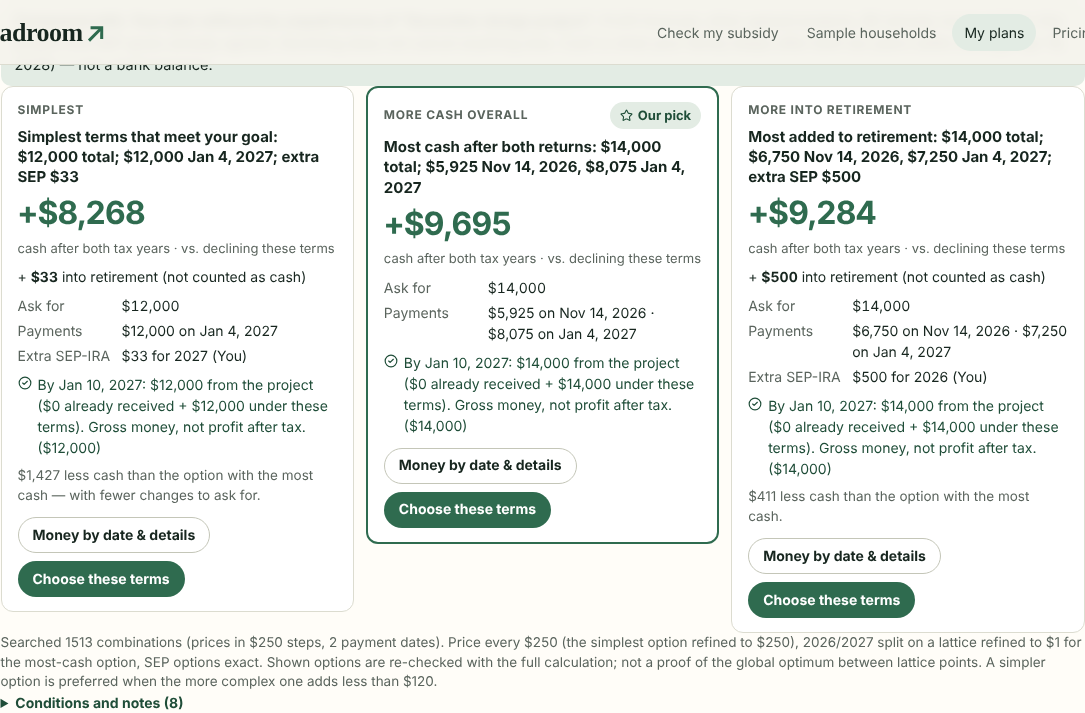 adroom
Check my subsidy
Sample households
My plans
Pricin
2028) — not a bank balance.
SIMPLEST
Simplest terms that meet your goal:
$12,000 total; $12,000 Jan 4, 2027; extra
SEP $33
+$8,268
cash after both tax years · vs. declining these terms
+ $33 into retirement (not counted as cash)
Ask for $12,000
Payments $12,000 on Jan 4, 2027
Extra SEP-IRA $33 for 2027 (You)
By Jan 10, 2027: $12,000 from the project
($0 already received + $12,000 under these
terms). Gross money, not profit after tax.
($12,000)
$1,427 less cash than the option with the most
cash — with fewer changes to ask for.
Money by date & details
Choose these terms
MORE CASH OVERALL
Our pick
Most cash after both returns: $14,000
total; $5,925 Nov 14, 2026, $8,075 Jan 4,
2027
+$9,695
cash after both tax years · vs. declining these terms
Ask for $14,000
Payments $5,925 on Nov 14, 2026 ·
$8,075 on Jan 4, 2027
By Jan 10, 2027: $14,000 from the project
($0 already received + $14,000 under these
terms). Gross money, not profit after tax.
($14,000)
Money by date & details
Choose these terms
MORE INTO RETIREMENT
Most added to retirement: $14,000 total;
$6,750 Nov 14, 2026, $7,250 Jan 4, 2027;
extra SEP $500
+$9,284
cash after both tax years · vs. declining these terms
+ $500 into retirement (not counted as cash)
Ask for $14,000
Payments $6,750 on Nov 14, 2026 · $7,250
on Jan 4, 2027
Extra SEP-IRA $500 for 2026 (You)
By Jan 10, 2027: $14,000 from the project
($0 already received + $14,000 under these
terms). Gross money, not profit after tax.
($14,000)
$411 less cash than the option with the most
cash.
Money by date & details
Choose these terms
Searched 1513 combinations (prices in $250 steps, 2 payment dates). Price every $250 (the simplest option refined to $250), 2026/2027 split on a lattice refined to $1 for
the most-cash option, SEP options exact. Shown options are re-checked with the full calculation; not a proof of the global optimum between lattice points. A simpler
option is preferred when the more complex one adds less than $120.
Conditions and notes (8)